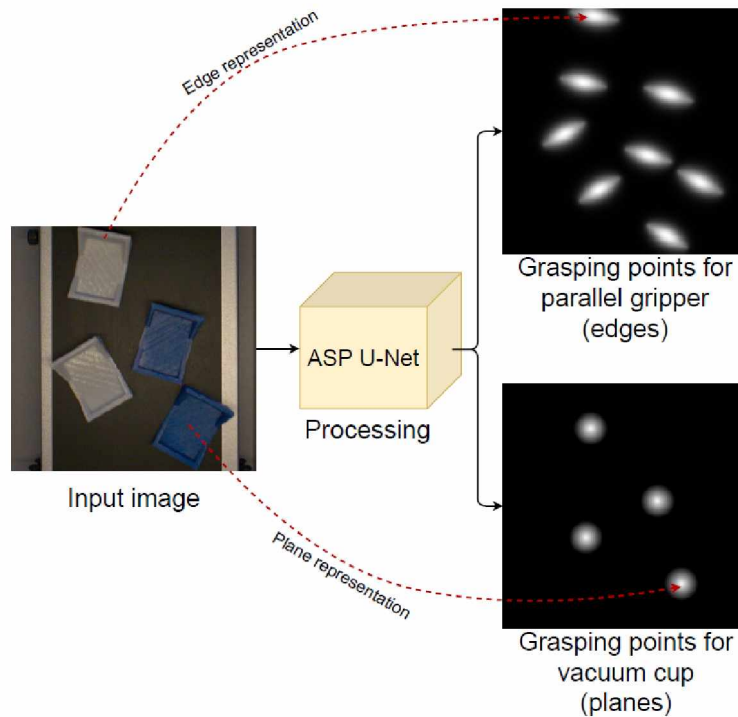 Edge representation
Grasping points for
parallel gripper
(edges)
ASP U-Net
Processing
Input image
Plane representation
Grasping points for
vacuum cup
(planes)